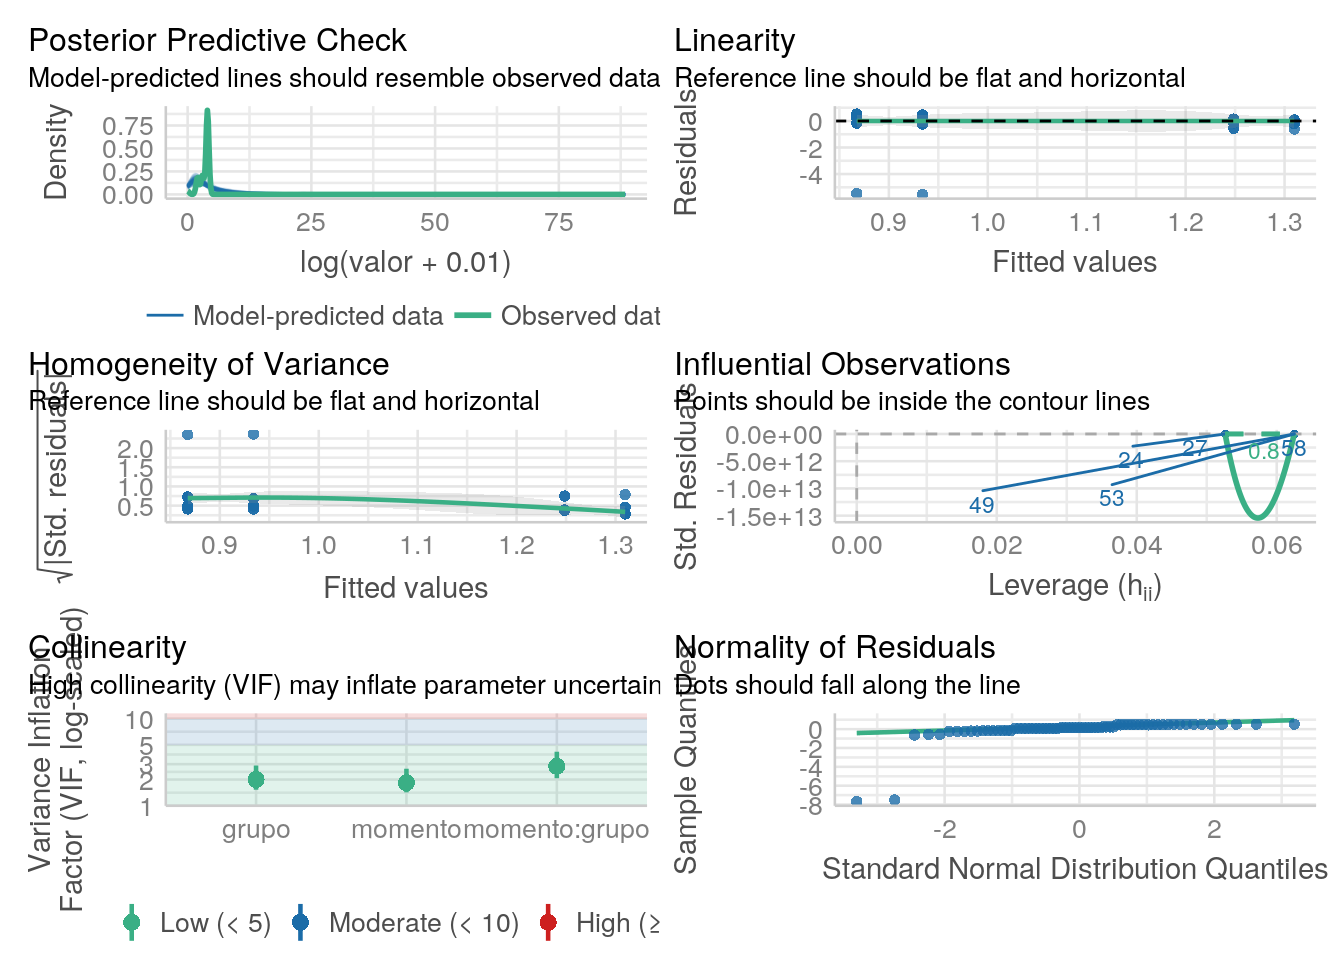 Posterior Predictive Check
Model-predicted lines should resemble observed data
Density
0.75
0.50
0.25
0.00
0 25 50 75
log(valor + 0.01)
Model-predicted data Observed dat
Linearity
Reference line should be flat and horizontal
Residuals
0
-2
-4
0.9 1.0 1.1 1.2 1.3
Fitted values
Homogeneity of Variance
Reference line should be flat and horizontal
√|Std. residuals|
2.0
1.5
1.0
0.5
0.9 1.0 1.1 1.2 1.3
Fitted values
Influential Observations
Points should be inside the contour lines
Std. Residuals
0.0e+00
-5.0e+12
-1.0e+13
-1.5e+13
24 27 0.8 58
49 53
0.00 0.02 0.04 0.06
Leverage (hii)
Collinearity
High collinearity (VIF) may inflate parameter uncertain
Variance Inflation
Factor (VIF, log-scaled)
10
5
3
2
1
grupo momento momento:grupo
Low (< 5) Moderate (< 10) High (≥
Normality of Residuals
Dots should fall along the line
Sample Quantiles
0
-2
-4
-6
-8
-2 0 2
Standard Normal Distribution Quantiles